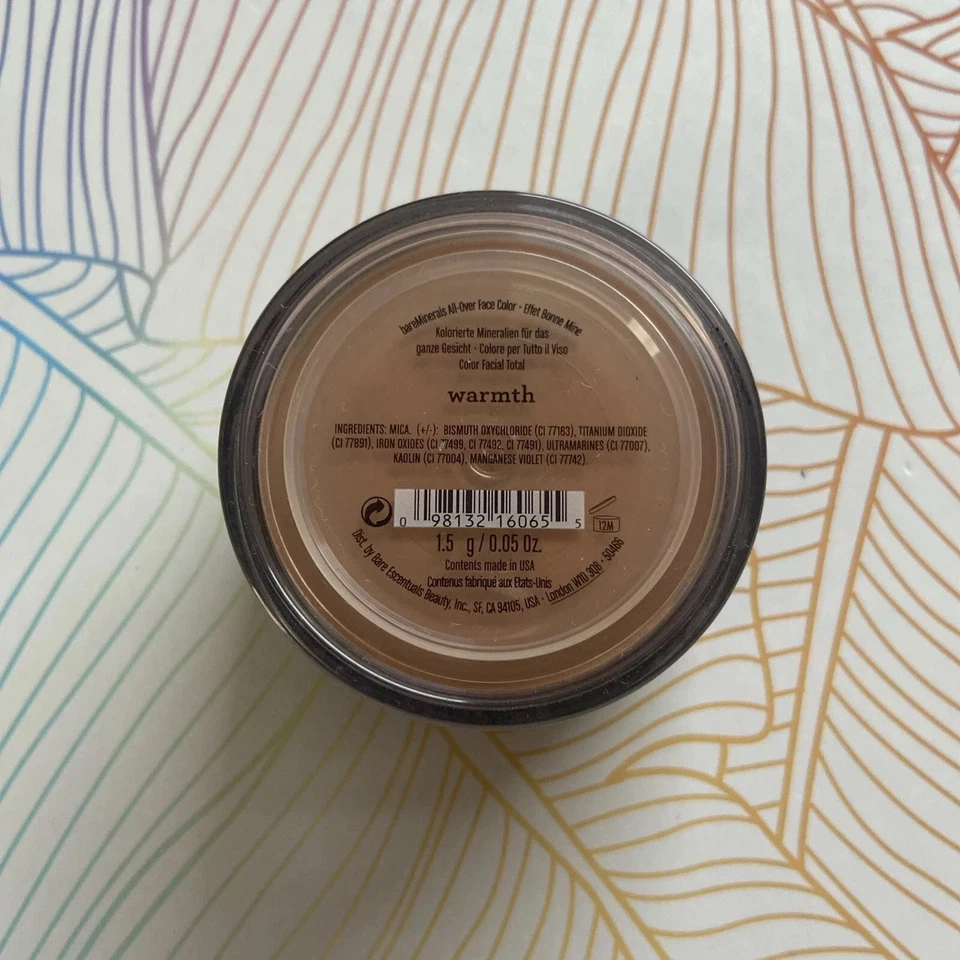 bareMinerals All-Over Face Color · Effet Bonne Mine
Kolorierte Mineralien für das
ganze Gesicht · Colore per Tutto il Viso
Color Facial Total
warmth
INGREDIENTS: MICA. (+/-): BISMUTH OXYCHLORIDE (CI 77163), TITANIUM DIOXIDE
(CI 77891), IRON OXIDES (CI 77499, CI 77492, CI 77491), ULTRAMARINES (CI 77007),
KAOLIN (CI 77004), MANGANESE VIOLET (CI 77742).
0 98132 16065 5
12M
1.5 g / 0.05 Oz.
Contents made in USA
Contenus fabriqué aux Etats-Unis
Dist. by Bare Escentuals Beauty, Inc., SF, CA 94105, USA · London W10 3QB · 50466